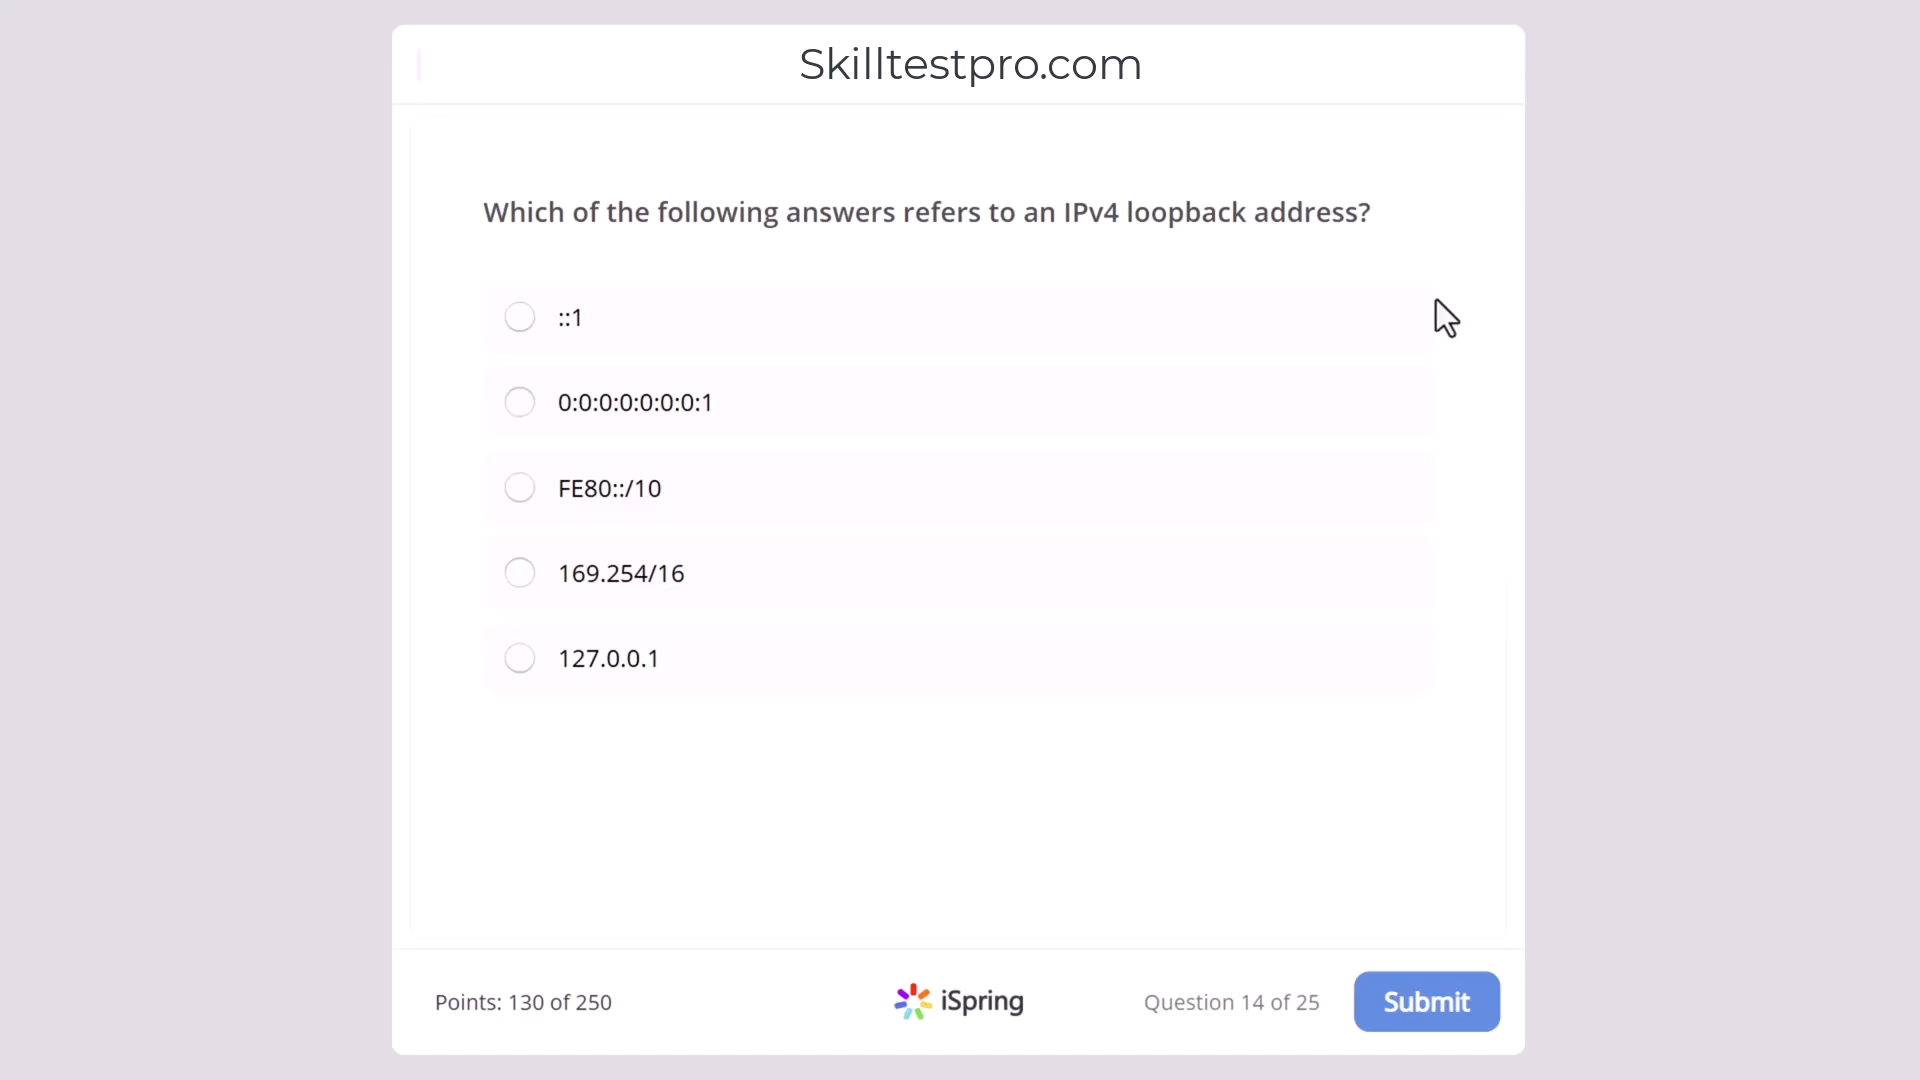 Skilltestpro.com
Which of the following answers refers to an IPv4 loopback address?
::1
0:0:0:0:0:0:0:1
FE80::/10
169.254/16
127.0.0.1
Points: 130 of 250
iSpring
Question 14 of 25
Submit